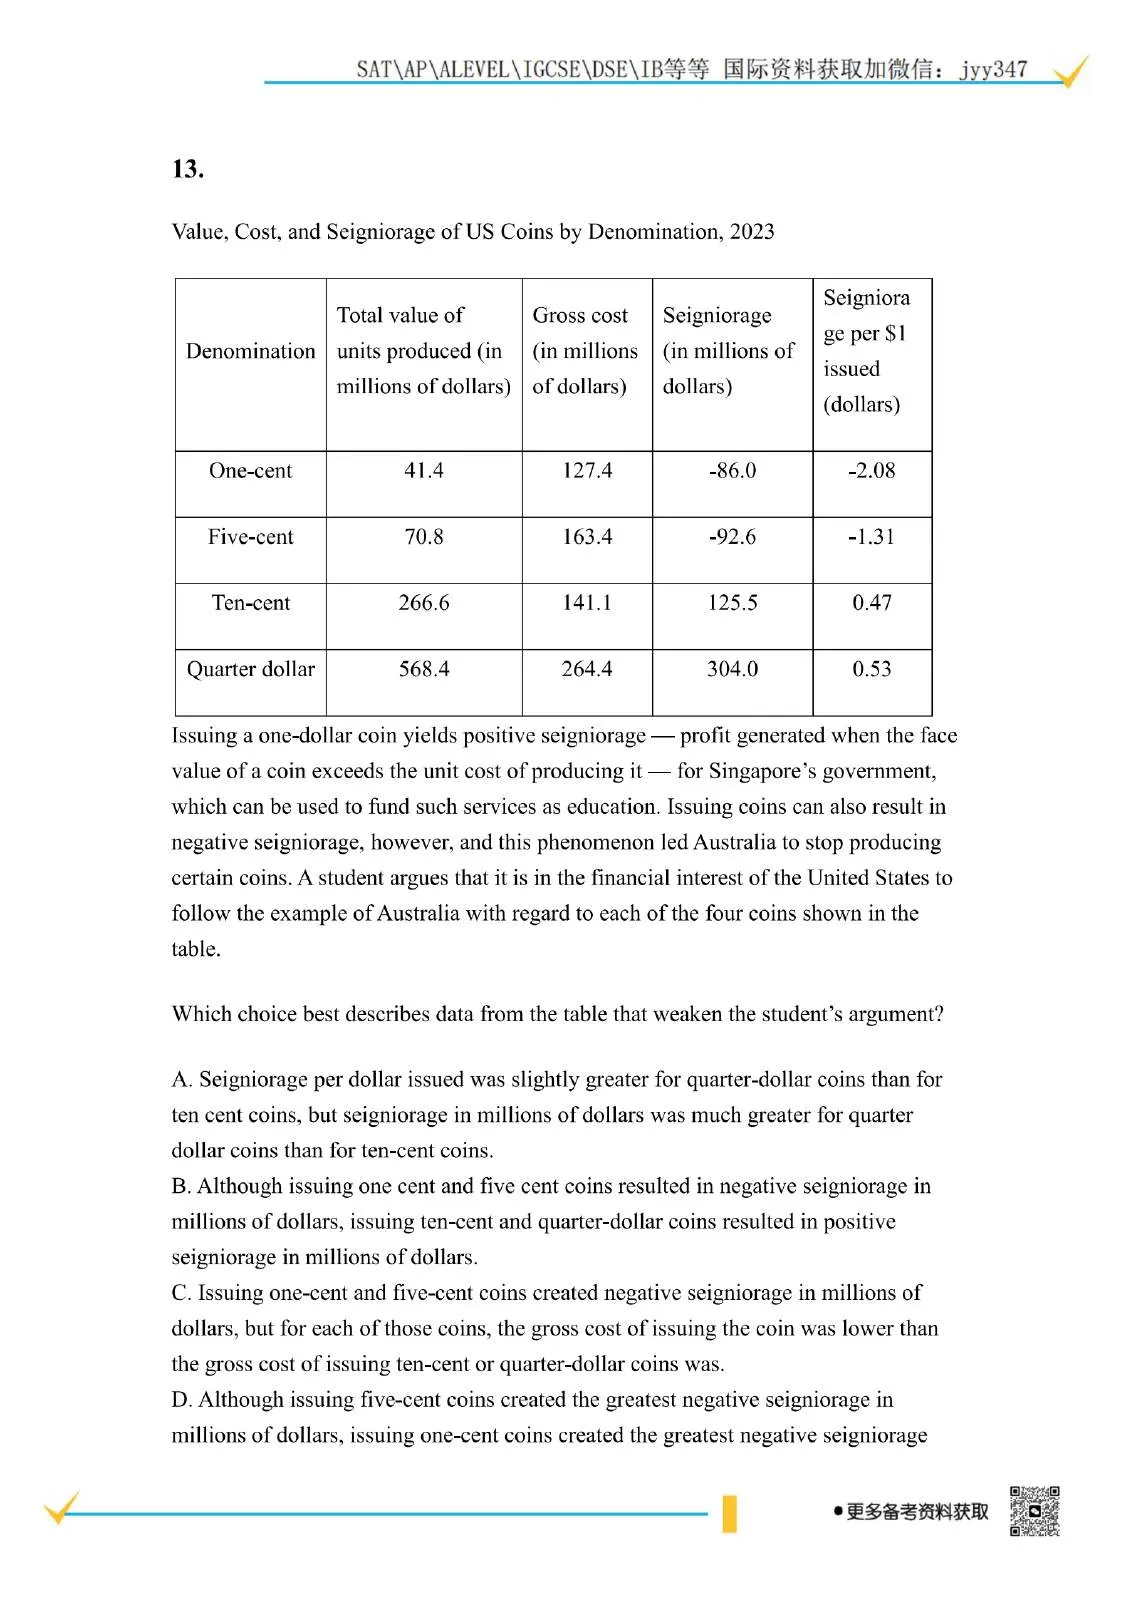 SAT\AP\ALEVEL\IGCSE\DSE\IB等等 国际资料获取加微信：jyy347
13.
Value, Cost, and Seigniorage of US Coins by Denomination, 2023
Denomination
Total value of
units produced (in
millions of dollars)
Gross cost
(in millions
of dollars)
Seigniorage
(in millions of
dollars)
Seigniora
ge per $1
issued
(dollars)
One-cent 41.4 127.4 -86.0 -2.08
Five-cent 70.8 163.4 -92.6 -1.31
Ten-cent 266.6 141.1 125.5 0.47
Quarter dollar 568.4 264.4 304.0 0.53
Issuing a one-dollar coin yields positive seigniorage — profit generated when the face
value of a coin exceeds the unit cost of producing it — for Singapore’s government,
which can be used to fund such services as education. Issuing coins can also result in
negative seigniorage, however, and this phenomenon led Australia to stop producing
certain coins. A student argues that it is in the financial interest of the United States to
follow the example of Australia with regard to each of the four coins shown in the
table.
Which choice best describes data from the table that weaken the student’s argument?
A. Seigniorage per dollar issued was slightly greater for quarter-dollar coins than for
ten cent coins, but seigniorage in millions of dollars was much greater for quarter
dollar coins than for ten-cent coins.
B. Although issuing one cent and five cent coins resulted in negative seigniorage in
millions of dollars, issuing ten-cent and quarter-dollar coins resulted in positive
seigniorage in millions of dollars.
C. Issuing one-cent and five-cent coins created negative seigniorage in millions of
dollars, but for each of those coins, the gross cost of issuing the coin was lower than
the gross cost of issuing ten-cent or quarter-dollar coins was.
D. Although issuing five-cent coins created the greatest negative seigniorage in
millions of dollars, issuing one-cent coins created the greatest negative seigniorage
•更多备考资料获取